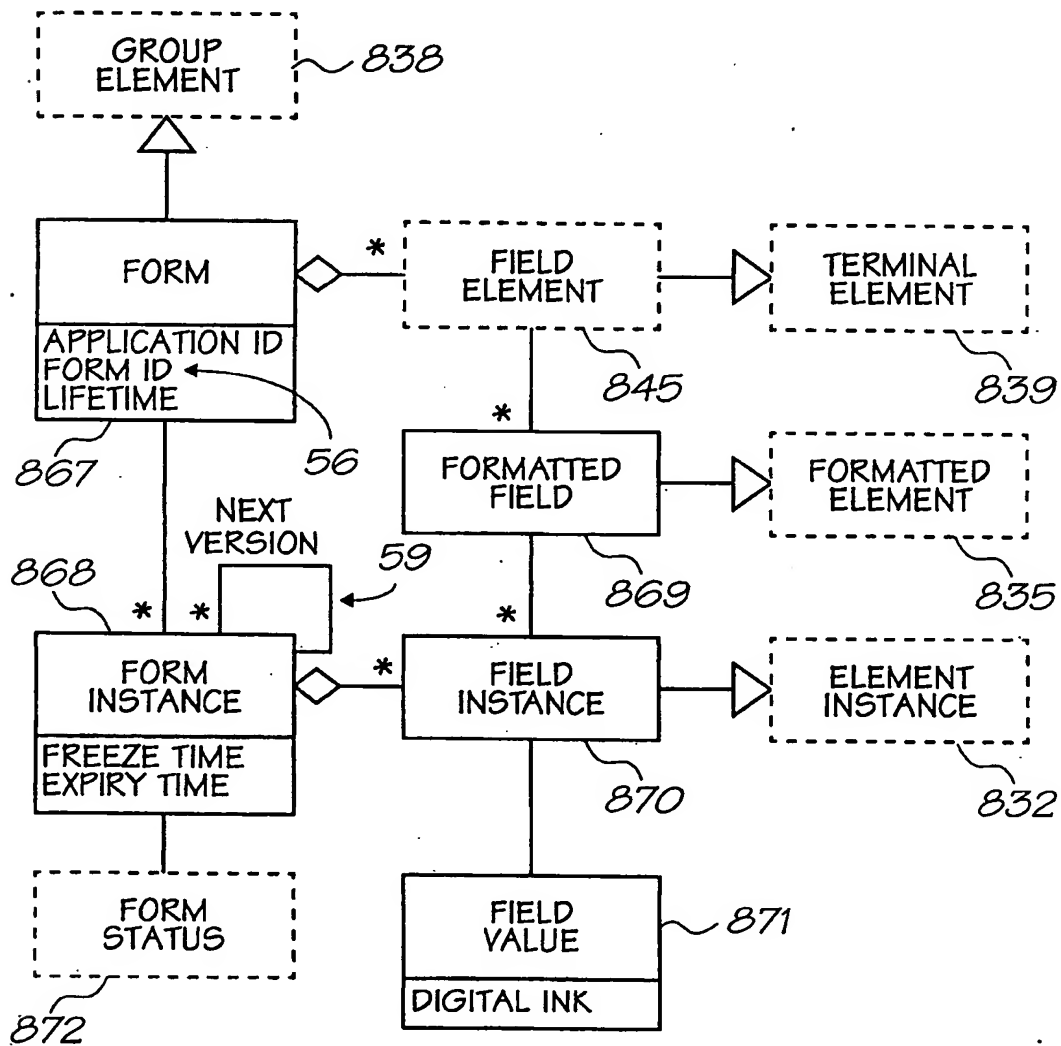 GROUP
ELEMENT
838
FORM
*
FIELD
ELEMENT
TERMINAL
ELEMENT
APPLICATION ID
FORM ID
LIFETIME
845
839
867
56
*
FORMATTED
FIELD
FORMATTED
ELEMENT
NEXT
VERSION
59
868
869
835
*
*
*
FORM
INSTANCE
*
FIELD
INSTANCE
ELEMENT
INSTANCE
FREEZE TIME
EXPIRY TIME
870
832
FORM
STATUS
FIELD
VALUE
871
DIGITAL INK
872